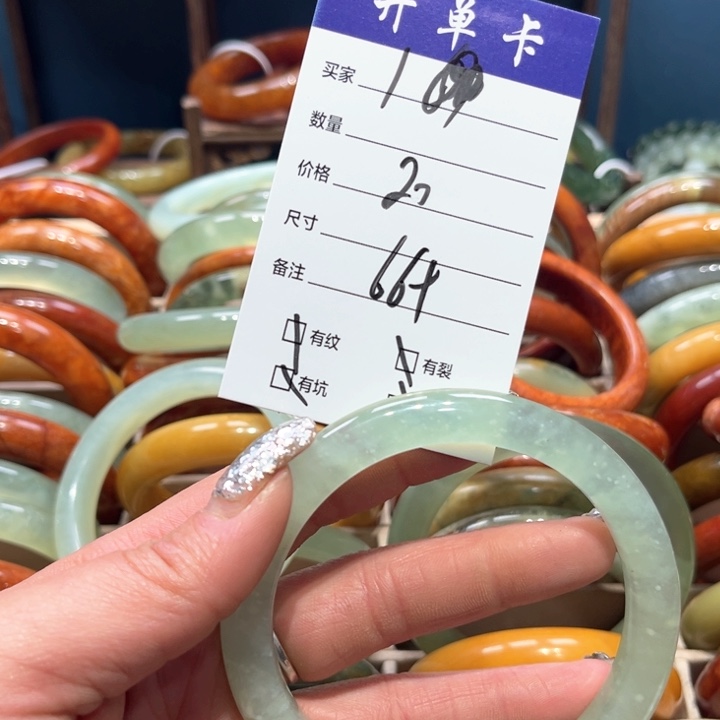 开单卡
买家 1
数量
价格 27
尺寸
备注 664
有纹 有裂
有坑